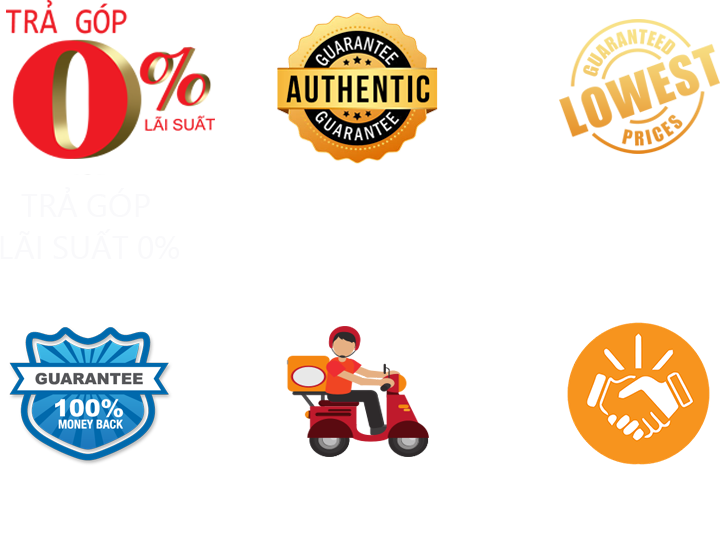 TRẢ GÓP
0%
LÃI SUẤT
GUARANTEE
AUTHENTIC
GUARANTEE
GUARANTEED
LOWEST
PRICES
TRẢ GÓP
LÃI SUẤT 0%
GUARANTEE
100%
MONEY BACK